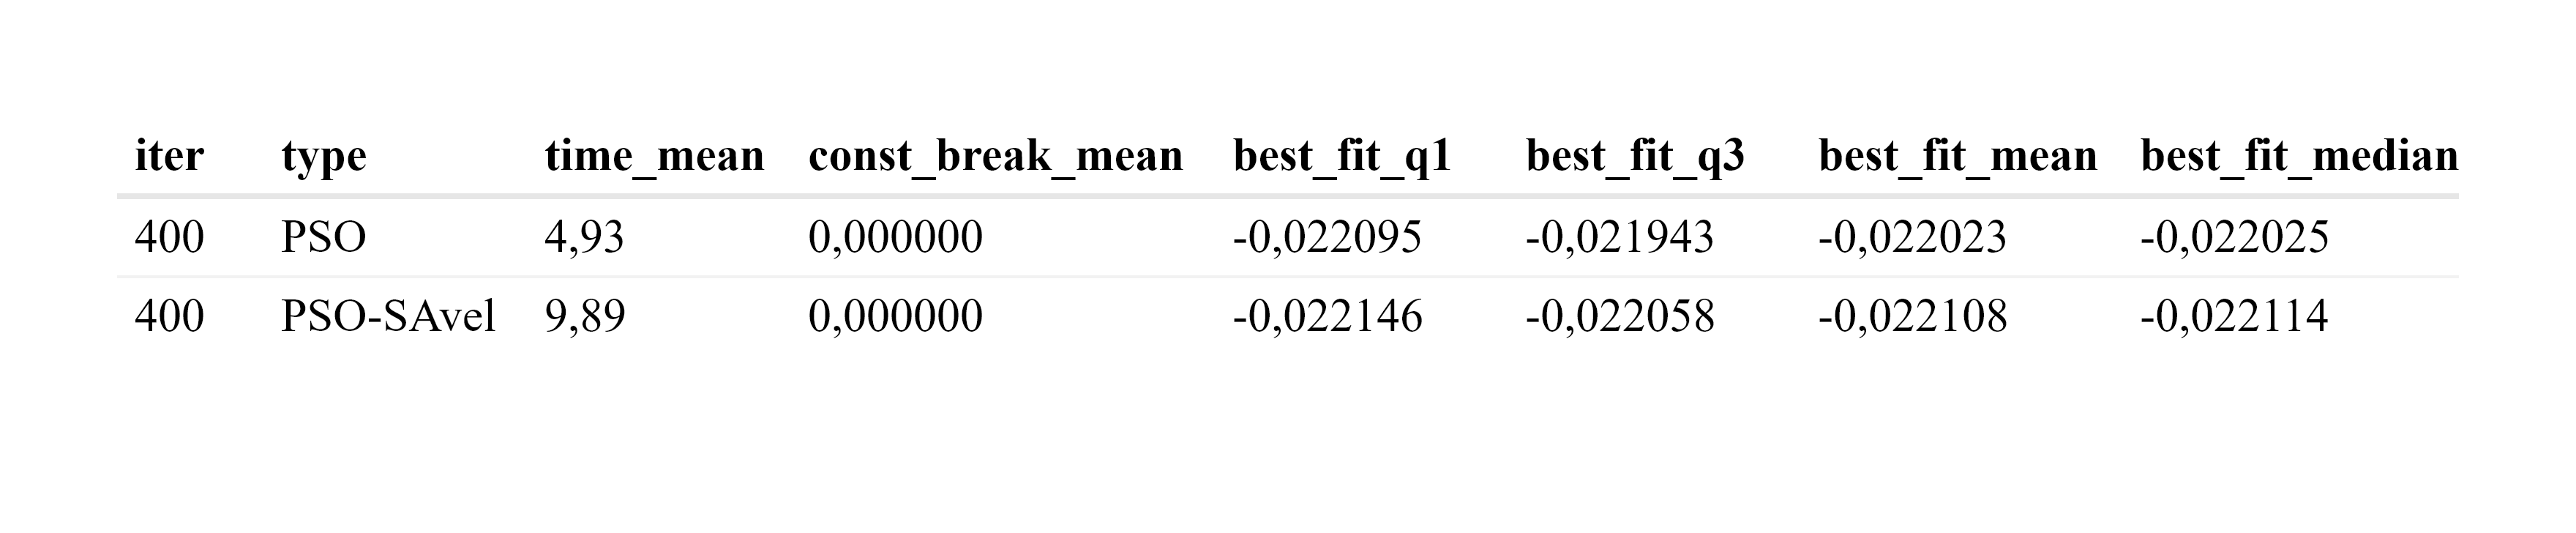 iter type time_mean const_break_mean best_fit_q1 best_fit_q3 best_fit_mean best_fit_median
400 PSO 4,93 0,000000 -0,022095 -0,021943 -0,022023 -0,022025
400 PSO-SAvel 9,89 0,000000 -0,022146 -0,022058 -0,022108 -0,022114